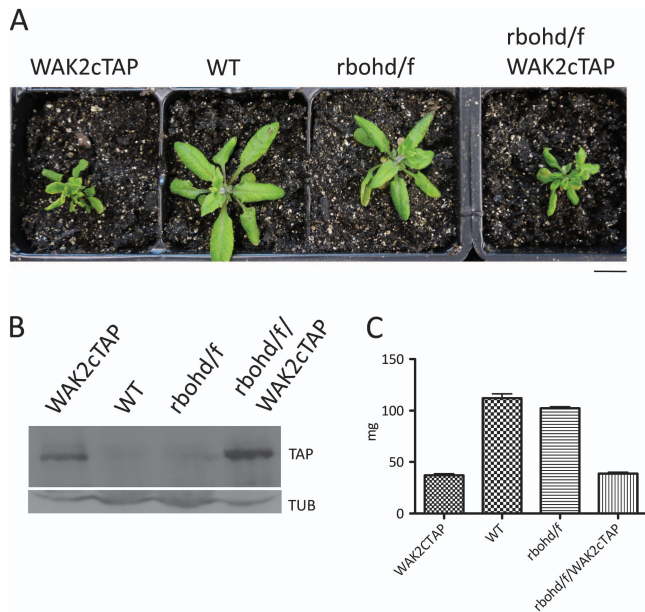 A
WAK2cTAP WT rbohd/f rbohd/f
WAK2cTAP
B
WAK2cTAP
WT
rbohd/f
rbohd/f/
WAK2cTAP
TAP
TUB
C
150
100
50
0
mg
WAK2CTAP
WT
rbohd/f
rbohd/f/WAK2cTAP